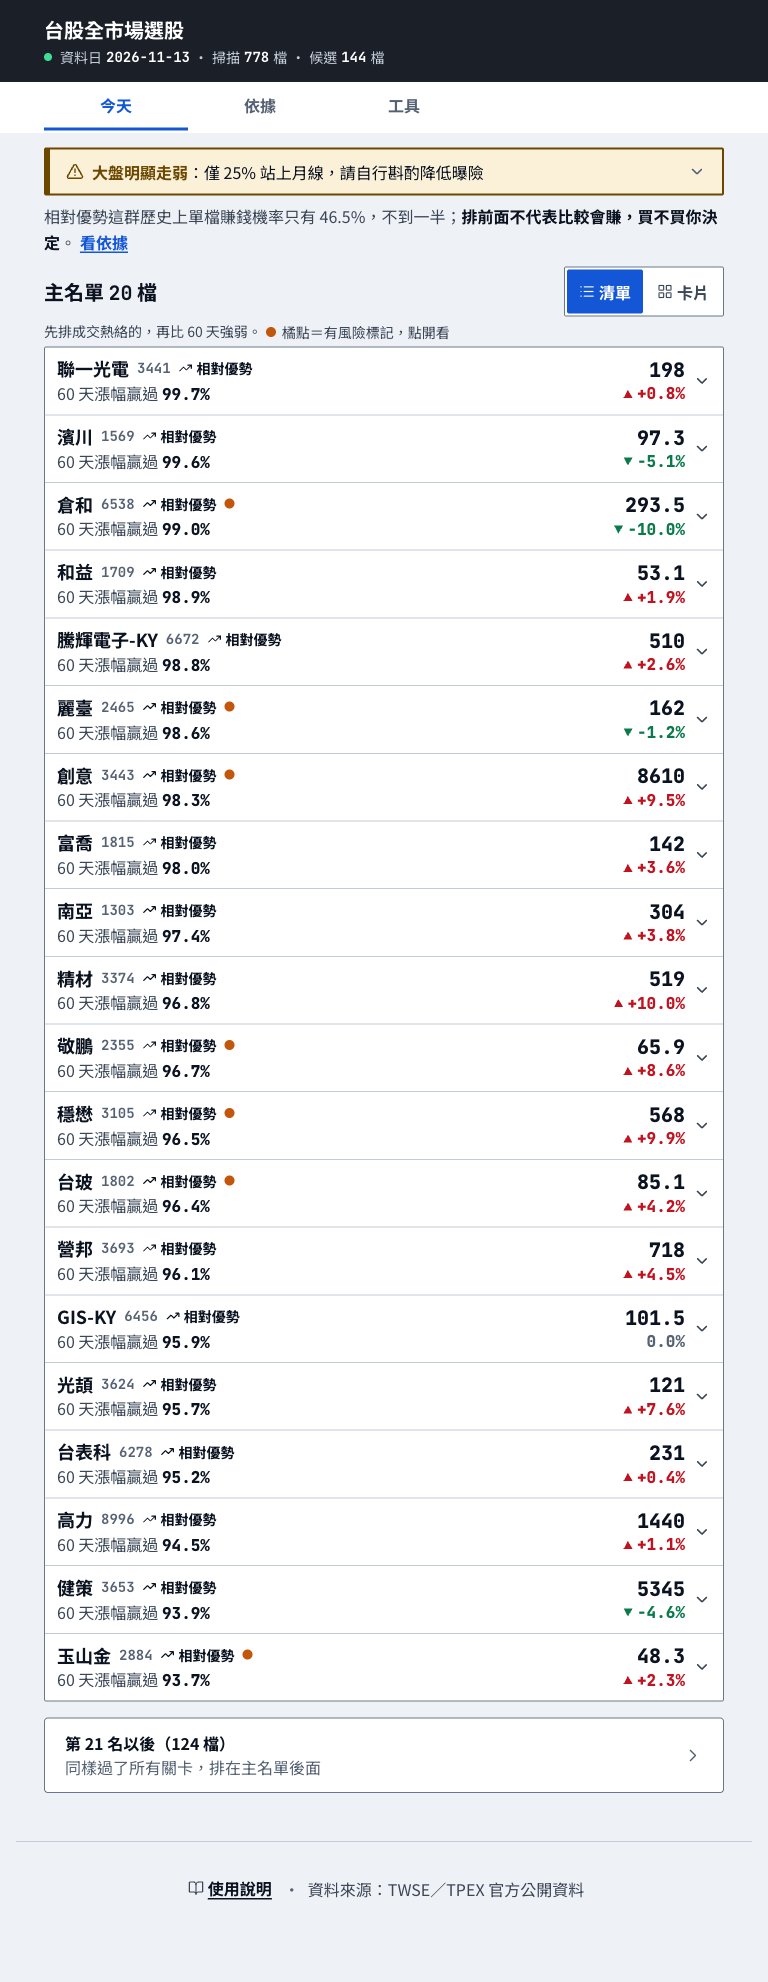 台股全市場選股
資料日 2026-11-13 · 掃描 778 檔 · 候選 144 檔
今天 依據 工具
大盤明顯走弱：僅 25% 站上月線，請自行斟酌降低曝險
相對優勢這群歷史上單檔賺錢機率只有 46.5%，不到一半；排前面不代表比較會賺，買不買你決
定。 看依據
主名單 20 檔 清單 卡片
先排成交熱絡的，再比 60 天強弱。 橘點＝有風險標記，點開看
聯一光電 3441 相對優勢 198
60 天漲幅贏過 99.7% ▲+0.8%
濱川 1569 相對優勢 97.3
60 天漲幅贏過 99.6% ▼-5.1%
倉和 6538 相對優勢 293.5
60 天漲幅贏過 99.0% ▼-10.0%
和益 1709 相對優勢 53.1
60 天漲幅贏過 98.9% ▲+1.9%
騰輝電子-KY 6672 相對優勢 510
60 天漲幅贏過 98.8% ▲+2.6%
麗臺 2465 相對優勢 162
60 天漲幅贏過 98.6% ▼-1.2%
創意 3443 相對優勢 8610
60 天漲幅贏過 98.3% ▲+9.5%
富喬 1815 相對優勢 142
60 天漲幅贏過 98.0% ▲+3.6%
南亞 1303 相對優勢 304
60 天漲幅贏過 97.4% ▲+3.8%
精材 3374 相對優勢 519
60 天漲幅贏過 96.8% ▲+10.0%
敬鵬 2355 相對優勢 65.9
60 天漲幅贏過 96.7% ▲+8.6%
穩懋 3105 相對優勢 568
60 天漲幅贏過 96.5% ▲+9.9%
台玻 1802 相對優勢 85.1
60 天漲幅贏過 96.4% ▲+4.2%
營邦 3693 相對優勢 718
60 天漲幅贏過 96.1% ▲+4.5%
GIS-KY 6456 相對優勢 101.5
60 天漲幅贏過 95.9% 0.0%
光頡 3624 相對優勢 121
60 天漲幅贏過 95.7% ▲+7.6%
台表科 6278 相對優勢 231
60 天漲幅贏過 95.2% ▲+0.4%
高力 8996 相對優勢 1440
60 天漲幅贏過 94.5% ▲+1.1%
健策 3653 相對優勢 5345
60 天漲幅贏過 93.9% ▼-4.6%
玉山金 2884 相對優勢 48.3
60 天漲幅贏過 93.7% ▲+2.3%
第 21 名以後（124 檔）
同樣過了所有關卡，排在主名單後面
使用說明 · 資料來源：TWSE／TPEX 官方公開資料